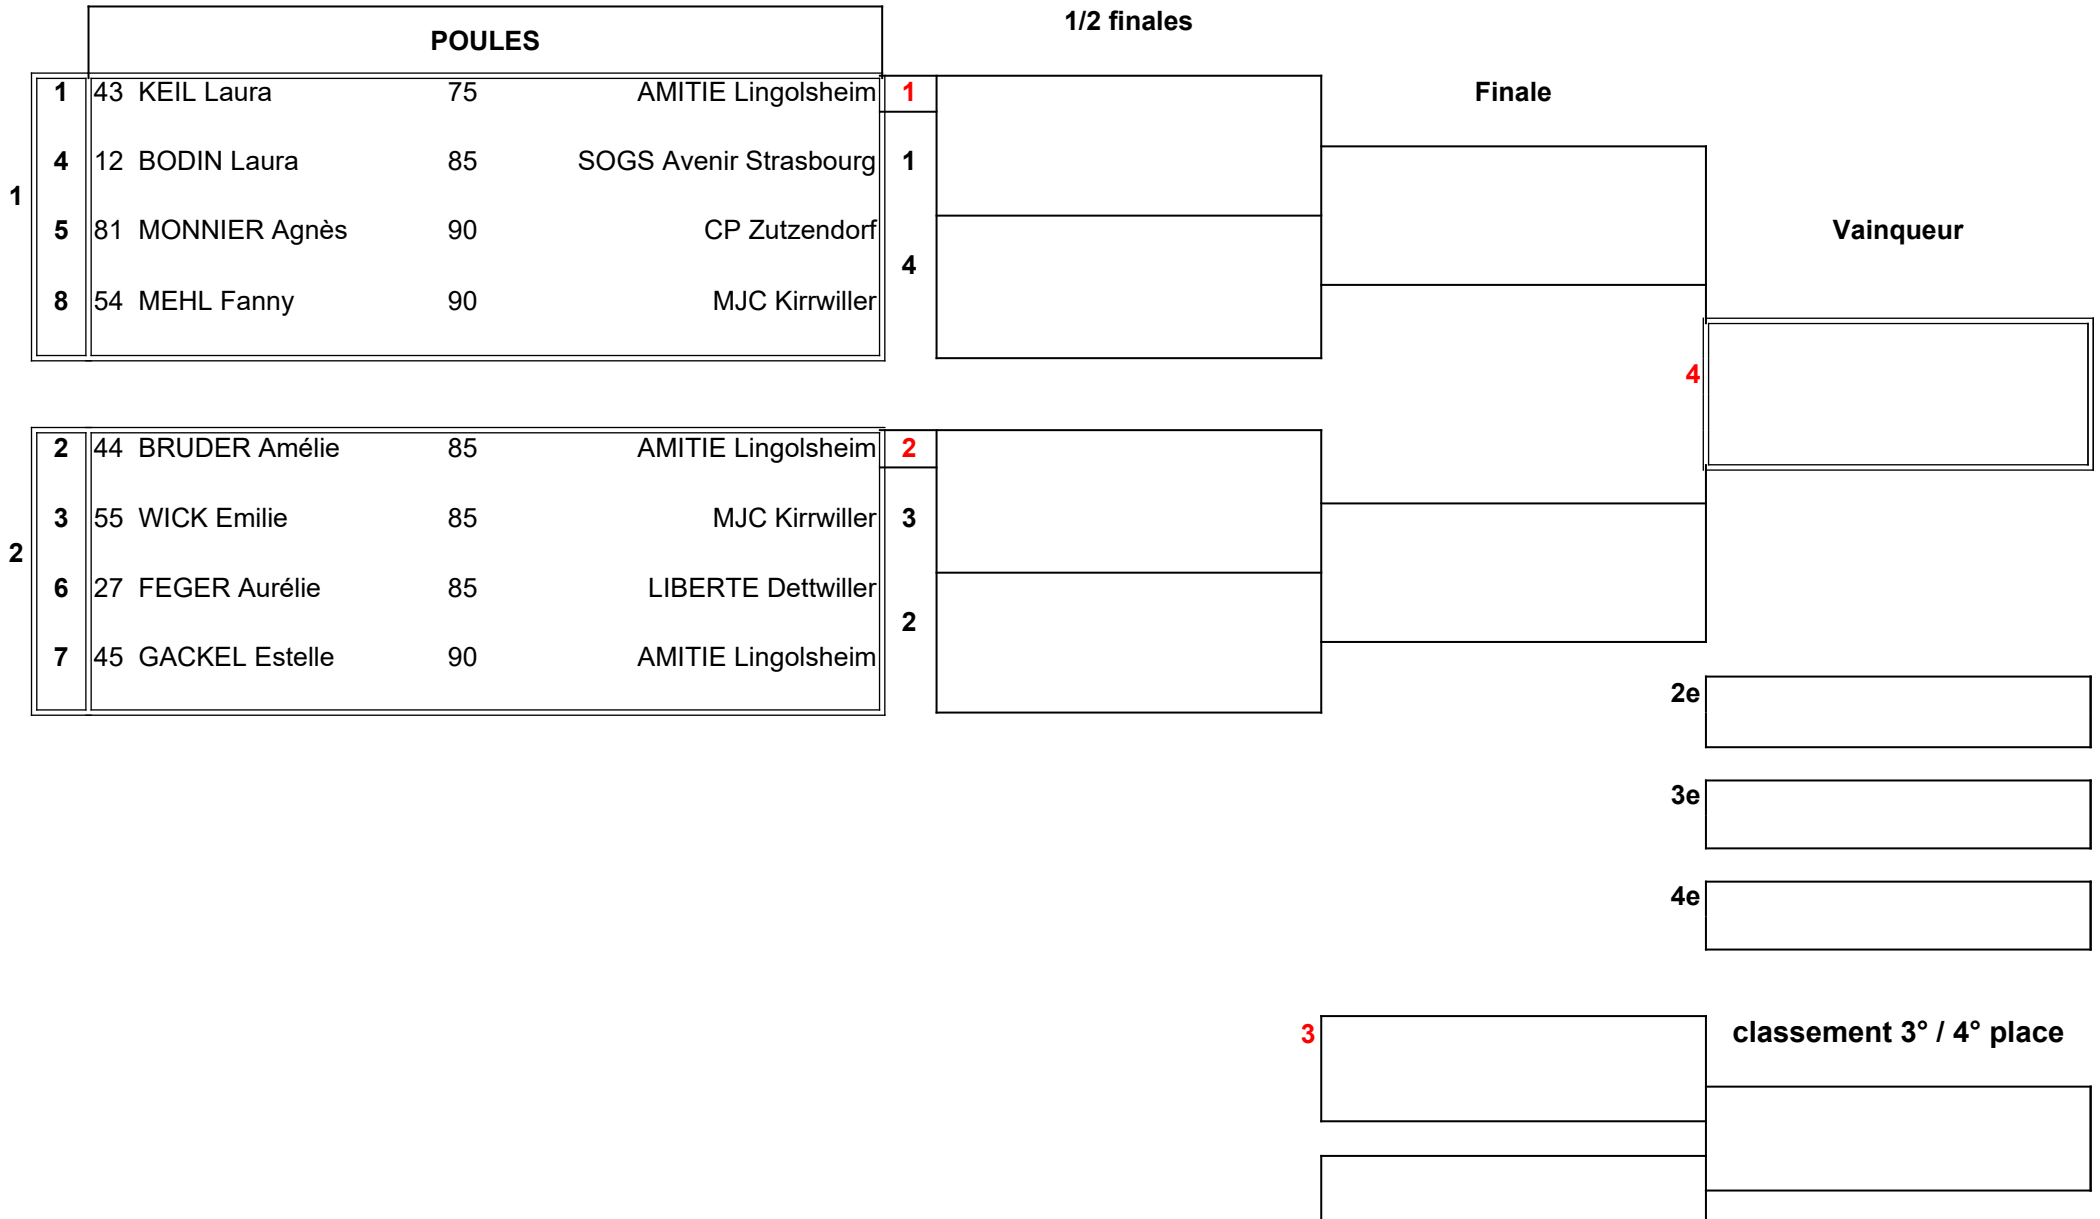 1/2 finales
POULES
1 43 KEIL Laura 75 AMITIE Lingolsheim 1 Finale
4 12 BODIN Laura 85 SOGS Avenir Strasbourg 1
1
5 81 MONNIER Agnès 90 CP Zutzendorf Vainqueur
4
8 54 MEHL Fanny 90 MJC Kirrwiller
4
2 44 BRUDER Amélie 85 AMITIE Lingolsheim 2
3 55 WICK Emilie 85 MJC Kirrwiller 3
2
6 27 FEGER Aurélie 85 LIBERTE Dettwiller
2
7 45 GACKEL Estelle 90 AMITIE Lingolsheim
2e
3e
4e
3 classement 3° / 4° place